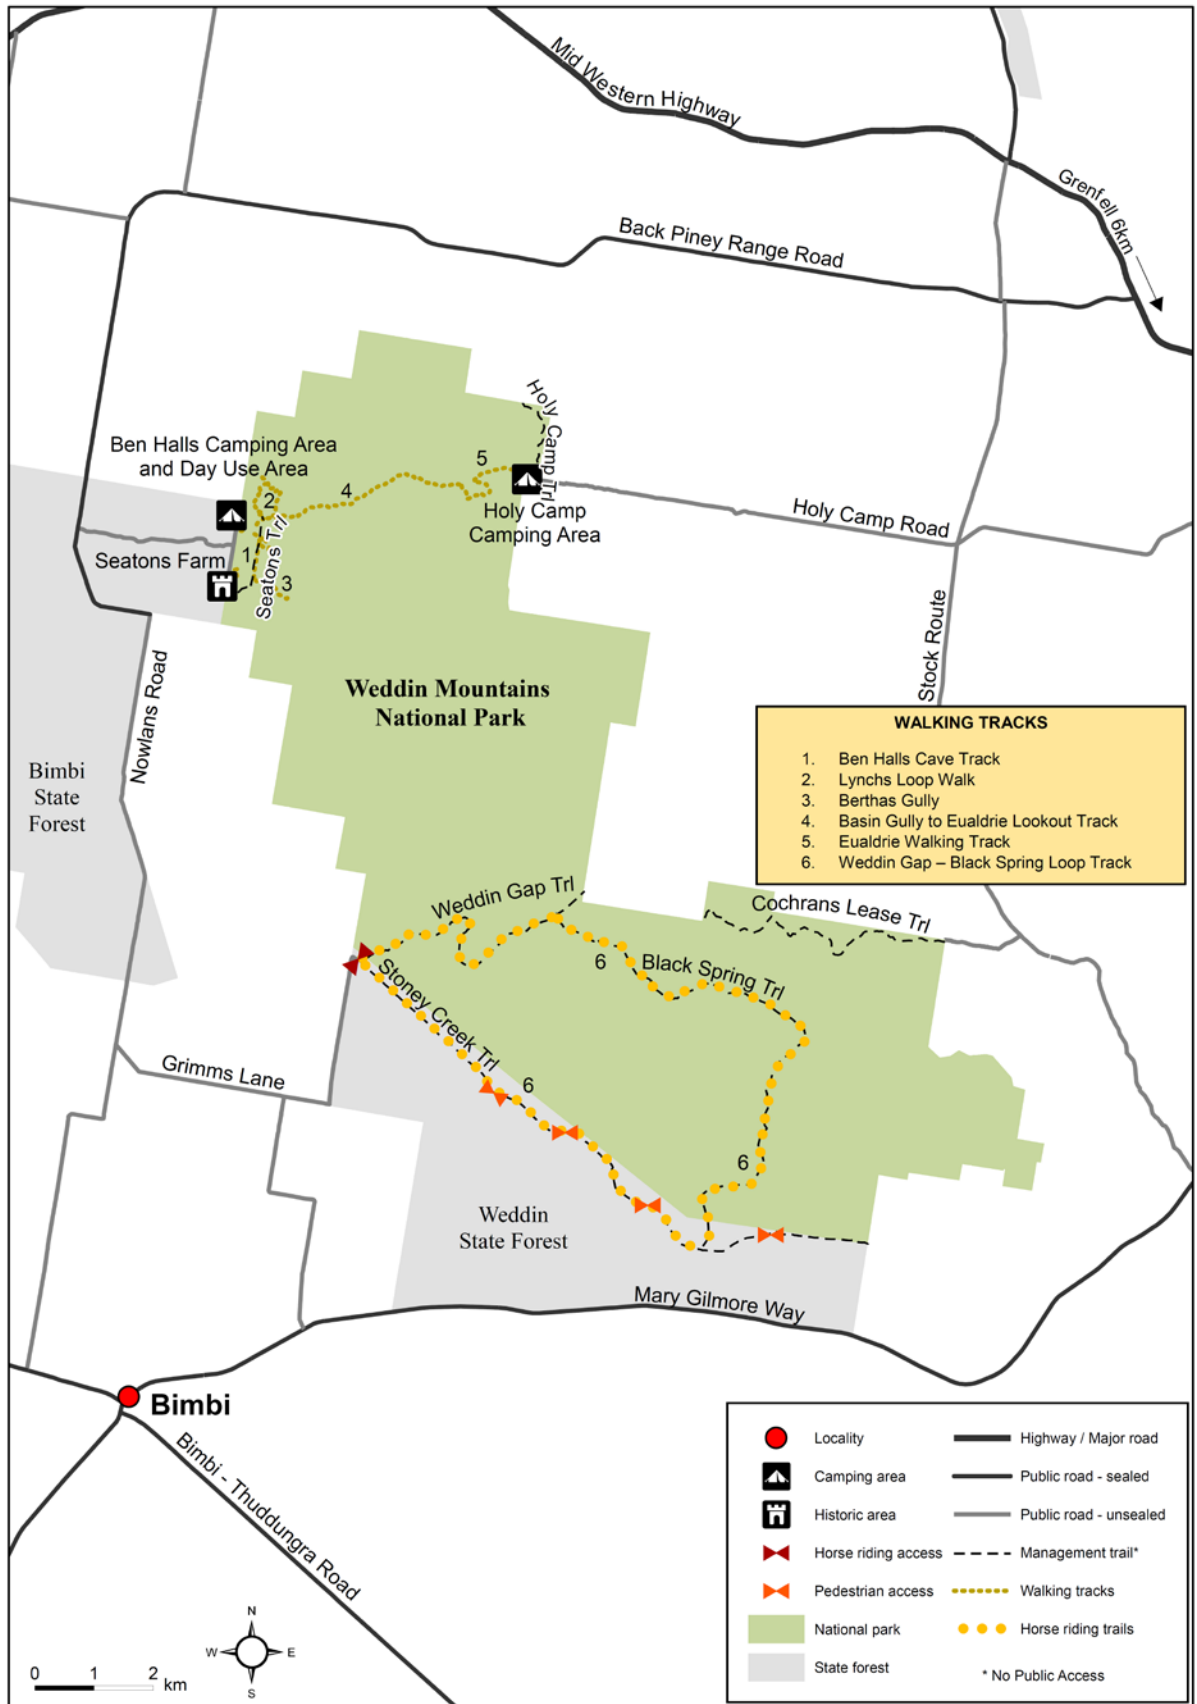 Mid Western Highway
Grenfell 6km
Back Piney Range Road
Holy Camp Trl
Ben Halls Camping Area
and Day Use Area
5
4
2
Holy Camp
Camping Area
Holy Camp Road
Seatons Farm
1
Seatons Trl
3
Stock Route
Nowlans Road
Weddin Mountains
National Park
WALKING TRACKS
1. Ben Halls Cave Track
2. Lynchs Loop Walk
3. Berthas Gully
4. Basin Gully to Eualdrie Lookout Track
5. Eualdrie Walking Track
6. Weddin Gap – Black Spring Loop Track
Bimbi
State
Forest
Weddin Gap Trl
Cochrans Lease Trl
6
Black Spring Trl
Stoney Creek Trl
Grimms Lane
6
6
Weddin
State Forest
Mary Gilmore Way
Bimbi
Bimbi - Thuddungra Road
Locality
Camping area
Historic area
Horse riding access
Pedestrian access
National park
State forest
Highway / Major road
Public road - sealed
Public road - unsealed
Management trail*
Walking tracks
Horse riding trails
* No Public Access
N
W E
S
0 1 2 km